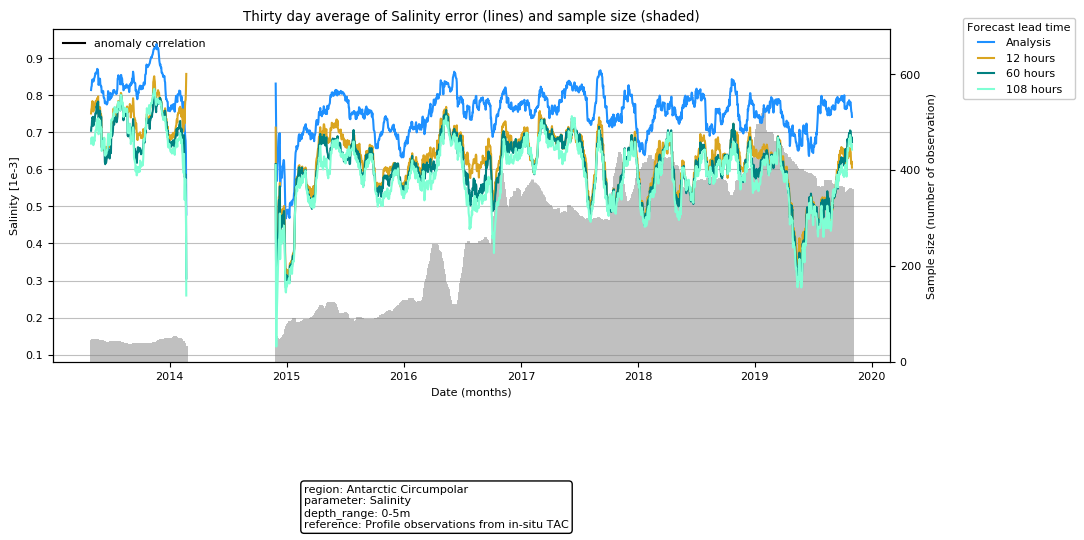 Thirty day average of Salinity error (lines) and sample size (shaded)
anomaly correlation
Forecast lead time
Analysis
12 hours
60 hours
108 hours
Salinity [1e-3]
0.9
0.8
0.7
0.6
0.5
0.4
0.3
0.2
0.1
600
400
200
0
Sample size (number of observation)
2014 2015 2016 2017 2018 2019 2020
Date (months)
region: Antarctic Circumpolar
parameter: Salinity
depth_range: 0-5m
reference: Profile observations from in-situ TAC